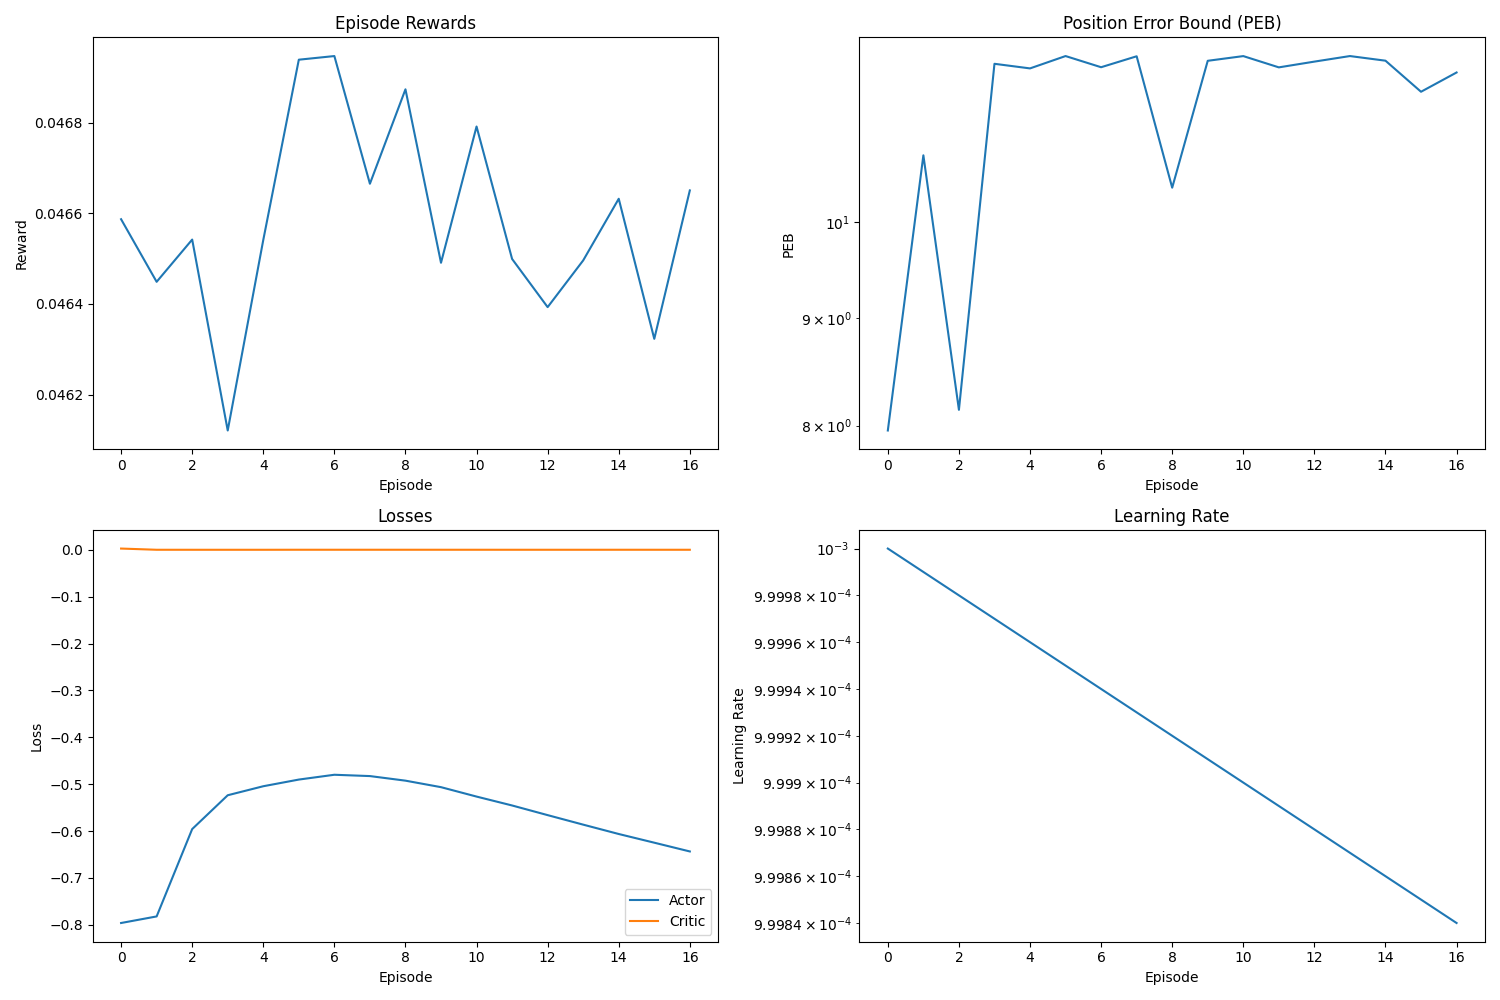 Episode Rewards
Reward
0.0468
0.0466
0.0464
0.0462
0 2 4 6 8 10 12 14 16
Episode
Position Error Bound (PEB)
PEB
10¹
9 × 10⁰
8 × 10⁰
0 2 4 6 8 10 12 14 16
Episode
Losses
Loss
0.0
−0.1
−0.2
−0.3
−0.4
−0.5
−0.6
−0.7
−0.8
Actor
Critic
0 2 4 6 8 10 12 14 16
Episode
Learning Rate
Learning Rate
10⁻³
9.9998 × 10⁻⁴
9.9996 × 10⁻⁴
9.9994 × 10⁻⁴
9.9992 × 10⁻⁴
9.999 × 10⁻⁴
9.9988 × 10⁻⁴
9.9986 × 10⁻⁴
9.9984 × 10⁻⁴
0 2 4 6 8 10 12 14 16
Episode